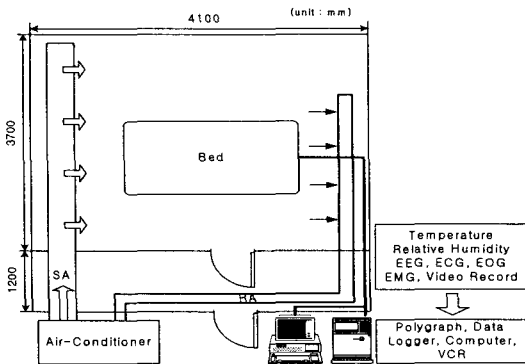 4100
(unit : mm)
3700
Bed
1200
SA
RA
Temperature
Relative Humidity
EEG, ECG, EOG
EMG, Video Record
Air-Conditioner
Polygraph, Data
Logger, Computer,
VCR